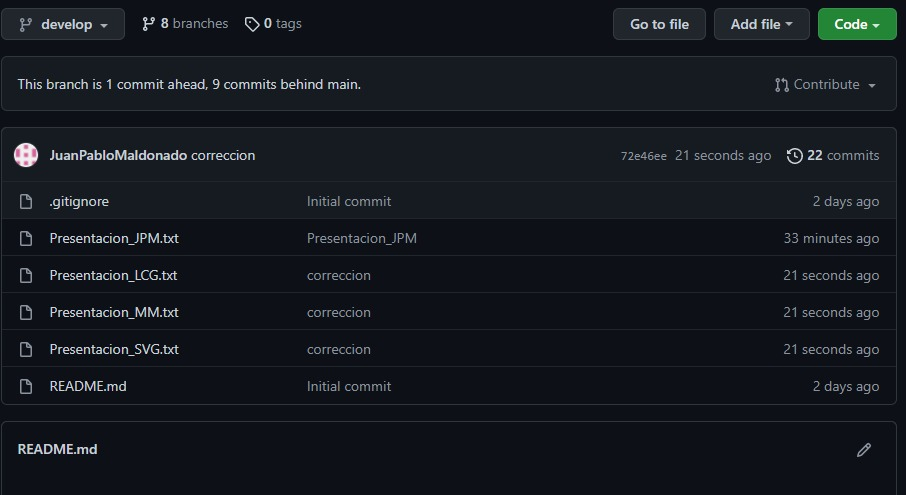 develop 8 branches 0 tags Go to file Add file Code
This branch is 1 commit ahead, 9 commits behind main. Contribute
JuanPabloMaldonado correccion 72e46ee 21 seconds ago 22 commits
.gitignore Initial commit 2 days ago
Presentacion_JPM.txt Presentacion_JPM 33 minutes ago
Presentacion_LCG.txt correccion 21 seconds ago
Presentacion_MM.txt correccion 21 seconds ago
Presentacion_SVG.txt correccion 21 seconds ago
README.md Initial commit 2 days ago
README.md